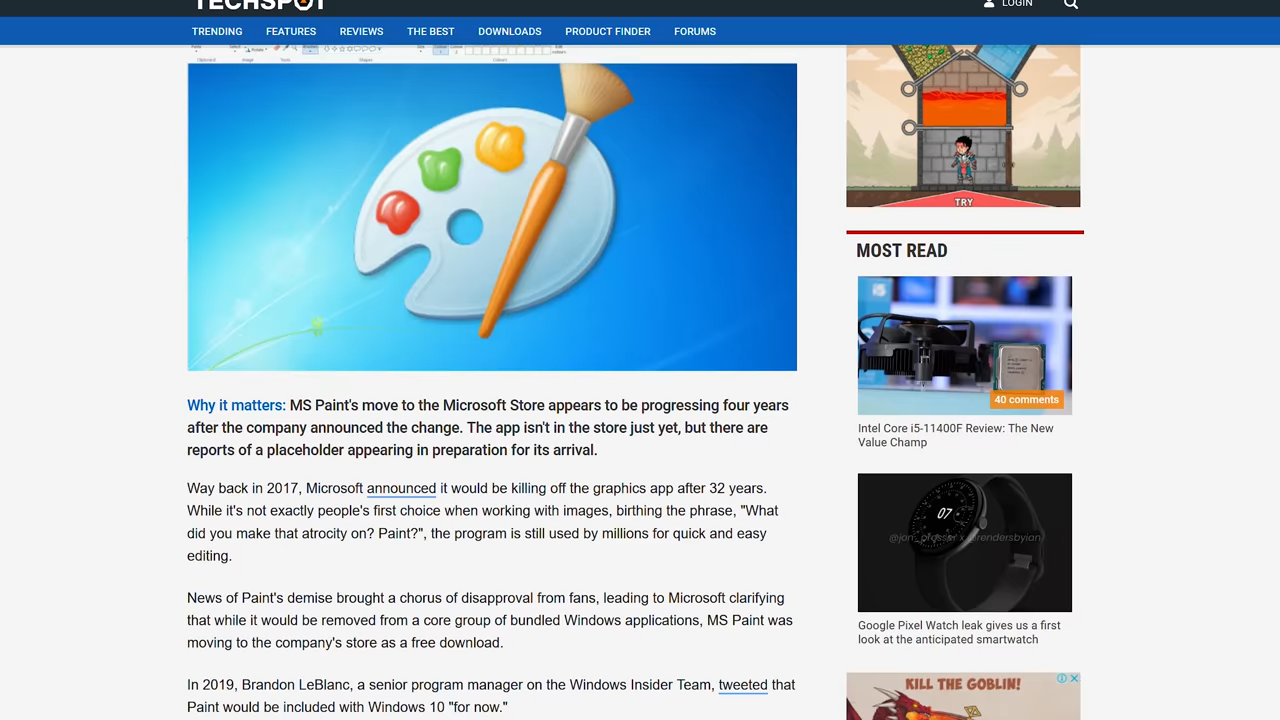 TECHSPOT
LOGIN
TRENDING FEATURES REVIEWS THE BEST DOWNLOADS PRODUCT FINDER FORUMS
Clipboard Image Tools Shapes Colours
Why it matters: MS Paint's move to the Microsoft Store appears to be progressing four years
after the company announced the change. The app isn't in the store just yet, but there are
reports of a placeholder appearing in preparation for its arrival.
Way back in 2017, Microsoft announced it would be killing off the graphics app after 32 years.
While it's not exactly people's first choice when working with images, birthing the phrase, "What
did you make that atrocity on? Paint?", the program is still used by millions for quick and easy
editing.
News of Paint's demise brought a chorus of disapproval from fans, leading to Microsoft clarifying
that while it would be removed from a core group of bundled Windows applications, MS Paint was
moving to the company's store as a free download.
In 2019, Brandon LeBlanc, a senior program manager on the Windows Insider Team, tweeted that
Paint would be included with Windows 10 "for now."
TRY
MOST READ
i5
40 comments
Intel Core i5-11400F Review: The New
Value Champ
07
@jon_prosser x @rendersbyian
Google Pixel Watch leak gives us a first
look at the anticipated smartwatch
KILL THE GOBLIN!